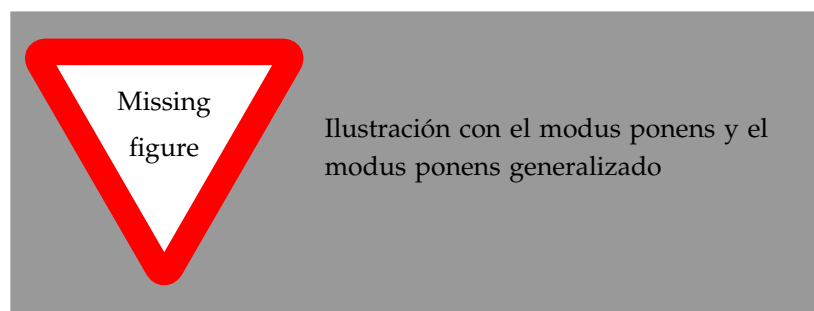 Missing
figure
Ilustración con el modus ponens y el
modus ponens generalizado